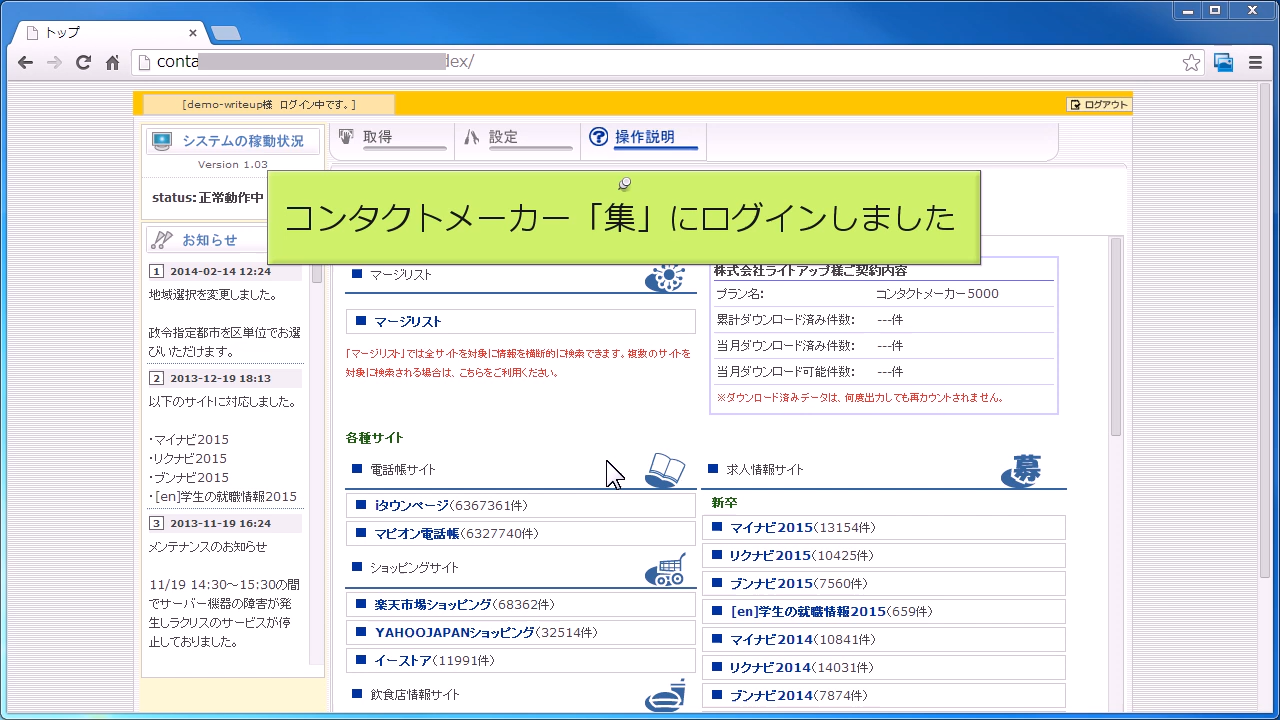 トップ
conta
dex/
[demo-writeup様 ログイン中です。]
ログアウト
システムの稼動状況
Version 1.03
status:正常動作中
お知らせ
1 2014-02-14 12:24
地域選択を変更しました。
政令指定都市を区単位でお選
びいただけます。
2 2013-12-19 18:13
以下のサイトに対応しました。
・マイナビ2015
・リクナビ2015
・ブンナビ2015
・[en]学生の就職情報2015
3 2013-11-19 16:24
メンテナンスのお知らせ
11/19 14:30～15:30の間
でサーバー機器の障害が発
生しラクリスのサービスが停
止しておりました。
取得
設定
操作説明
コンタクトメーカー「集」にログインしました
マージリスト
マージリスト
「マージリスト」では全サイトを対象に情報を横断的に検索できます。複数のサイトを
対象に検索される場合は、こちらをご利用ください。
株式会社ライトアップ様ご契約内容
プラン名: コンタクトメーカー5000
累計ダウンロード済み件数: ---件
当月ダウンロード済み件数: ---件
当月ダウンロード可能件数: ---件
※ダウンロード済みデータは、何度出力しても再カウントされません。
各種サイト
電話帳サイト
iタウンページ(6367361件)
マピオン電話帳(6327740件)
ショッピングサイト
楽天市場ショッピング(68362件)
YAHOOJAPANショッピング(32514件)
イーストア(11991件)
飲食店情報サイト
求人情報サイト
募
新卒
マイナビ2015(13154件)
リクナビ2015(10425件)
ブンナビ2015(7560件)
[en]学生の就職情報2015(659件)
マイナビ2014(10841件)
リクナビ2014(14031件)
ブンナビ2014(7874件)